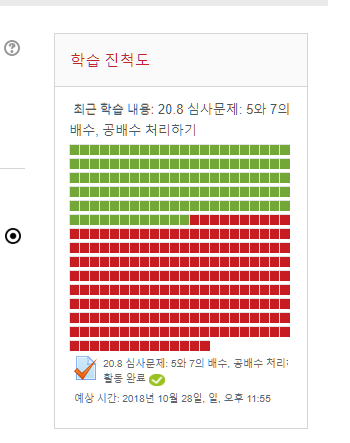 학습 진척도
최근 학습 내용: 20.8 심사문제: 5와 7의
배수, 공배수 처리하기
20.8 심사문제: 5와 7의 배수, 공배수 처리
활동 완료
예상 시간: 2018년 10월 28일, 일, 오후 11:55